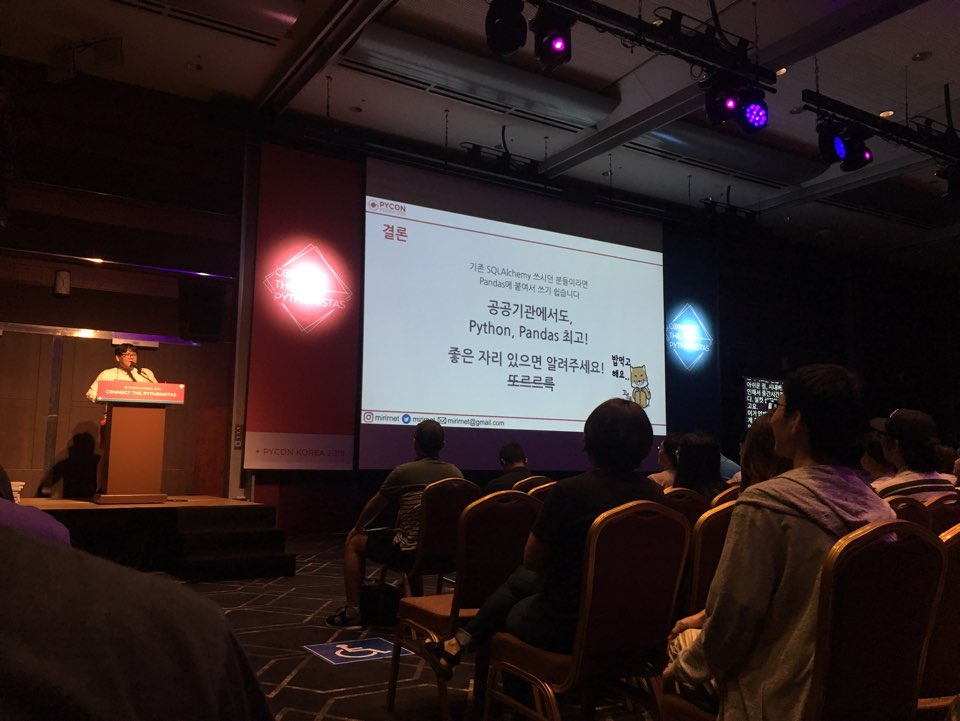 PYCON
결론
기존 SQLAlchemy 쓰시던 분들이라면
Pandas에 붙여서 쓰기 쉽습니다
공공기관에서도,
Python, Pandas 최고!
좋은 자리 있으면 알려주세요!
또르르륵
밥먹고
해요..
mirimet
mirimet
mirimet@gmail.com
CONNECT
THE
PYTHONISTAS
PYCON KOREA 2019
CONNECT THE PYTHONISTAS
+ PYCON KOREA 2019
THE
PYTHONISTAS